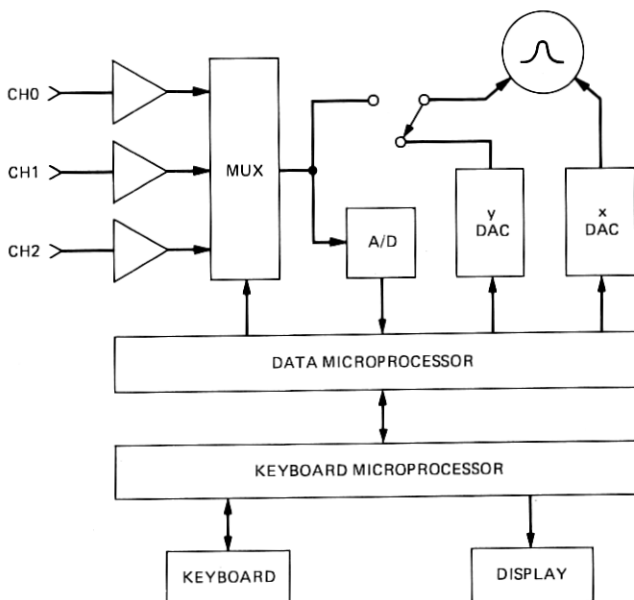 CH0
CH1
CH2
MUX
A/D
y
DAC
x
DAC
DATA MICROPROCESSOR
KEYBOARD MICROPROCESSOR
KEYBOARD
DISPLAY